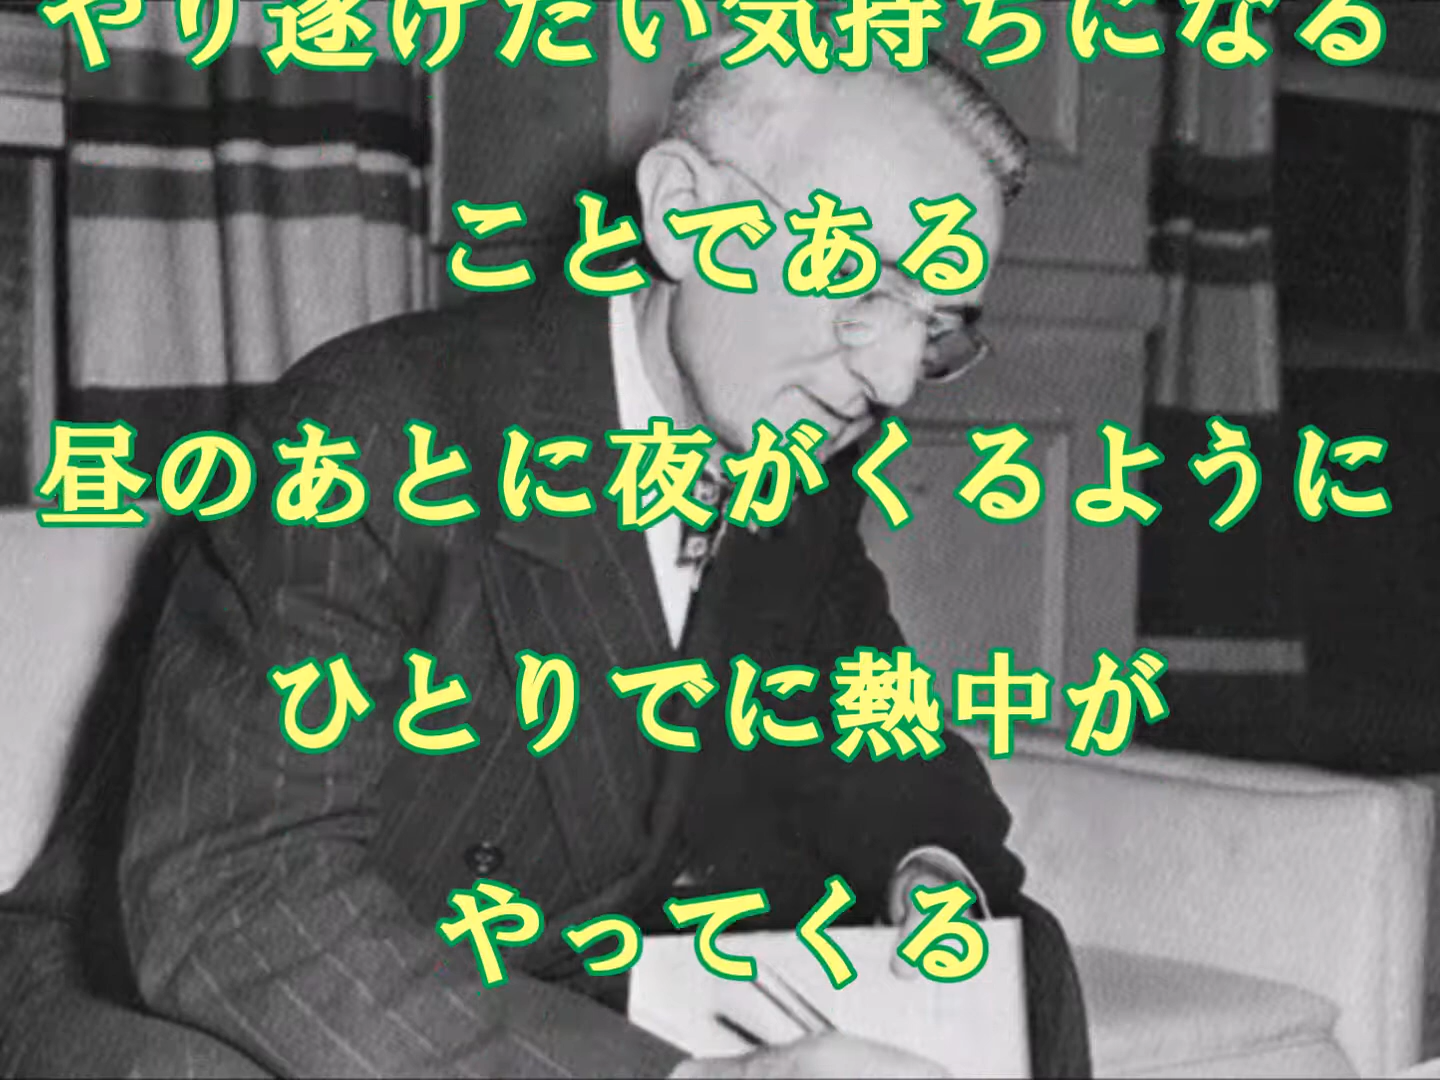 やり遂げたい気持ちになる
ことである
昼のあとに夜がくるように
ひとりでに熱中が
やってくる